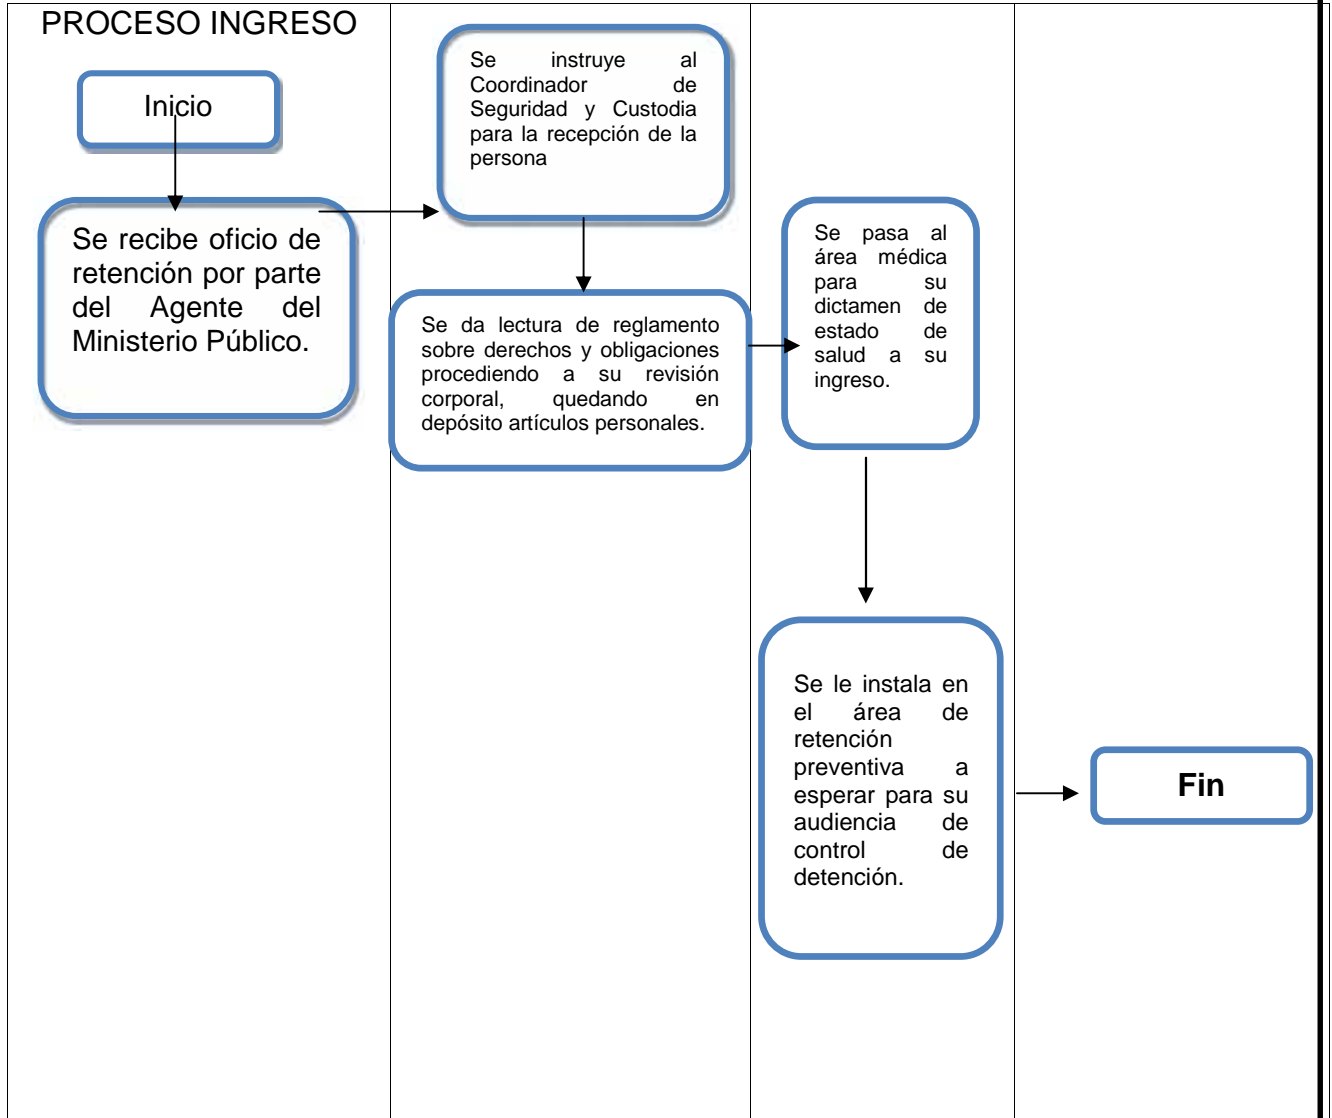 PROCESO INGRESO
Inicio
Se recibe oficio de
retención por parte
del Agente del
Ministerio Público.
Se instruye al
Coordinador de
Seguridad y Custodia
para la recepción de la
persona
Se da lectura de reglamento
sobre derechos y obligaciones
procediendo a su revisión
corporal, quedando en
depósito artículos personales.
Se pasa al
área médica
para su
dictamen de
estado de
salud a su
ingreso.
Se le instala en
el área de
retención
preventiva a
esperar para su
audiencia de
control de
detención.
Fin